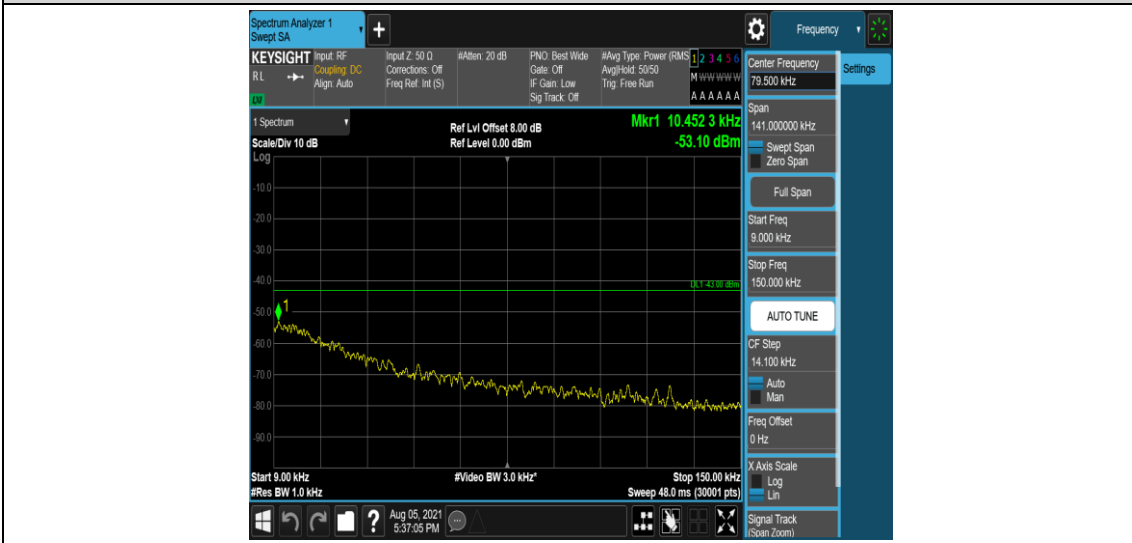 Spectrum Analyzer 1
Swept SA
+
Frequency
KEYSIGHT
R L
LXI
Input: RF
Coupling: DC
Align: Auto
Input Z: 50 Ω
Corrections: Off
Freq Ref: Int (S)
#Atten: 20 dB
PNO: Best Wide
Gate: Off
IF Gain: Low
Sig Track: Off
#Avg Type: Power (RMS
Avg|Hold: 50/50
Trig: Free Run
1 2 3 4 5 6
M W W W W W
A A A A A A
Center Frequency
79.500 kHz
Settings
Span
141.000000 kHz
Swept Span
Zero Span
Full Span
Start Freq
9.000 kHz
Stop Freq
150.000 kHz
AUTO TUNE
CF Step
14.100 kHz
Auto
Man
Freq Offset
0 Hz
X Axis Scale
Log
Lin
Signal Track
(Span Zoom)
1 Spectrum
Scale/Div 10 dB
Log
Ref Lvl Offset 8.00 dB
Ref Level 0.00 dBm
Mkr1 10.452 3 kHz
-53.10 dBm
-10.0
-20.0
-30.0
-40.0
DL1 -43.00 dBm
-50.0
1
-60.0
-70.0
-80.0
-90.0
Start 9.00 kHz
#Video BW 3.0 kHz*
Stop 150.00 kHz
#Res BW 1.0 kHz
Sweep 48.0 ms (30001 pts)
?
Aug 05, 2021
5:37:05 PM